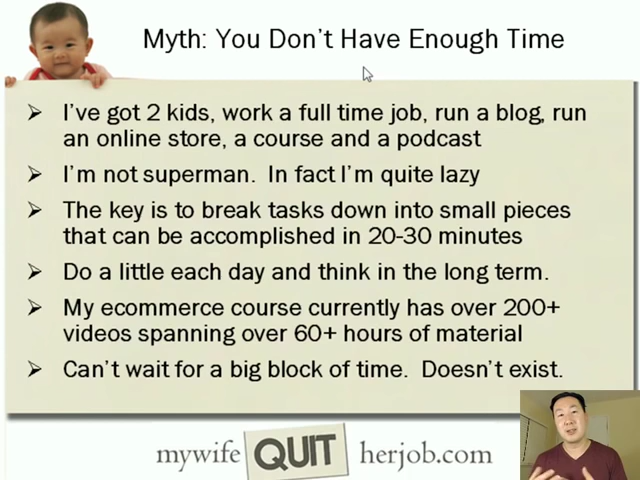 Myth: You Don't Have Enough Time
I've got 2 kids, work a full time job, run a blog, run
an online store, a course and a podcast
I'm not superman. In fact I'm quite lazy
The key is to break tasks down into small pieces
that can be accomplished in 20-30 minutes
Do a little each day and think in the long term.
My ecommerce course currently has over 200+
videos spanning over 60+ hours of material
Can't wait for a big block of time. Doesn't exist.
mywife QUIT herjob.com